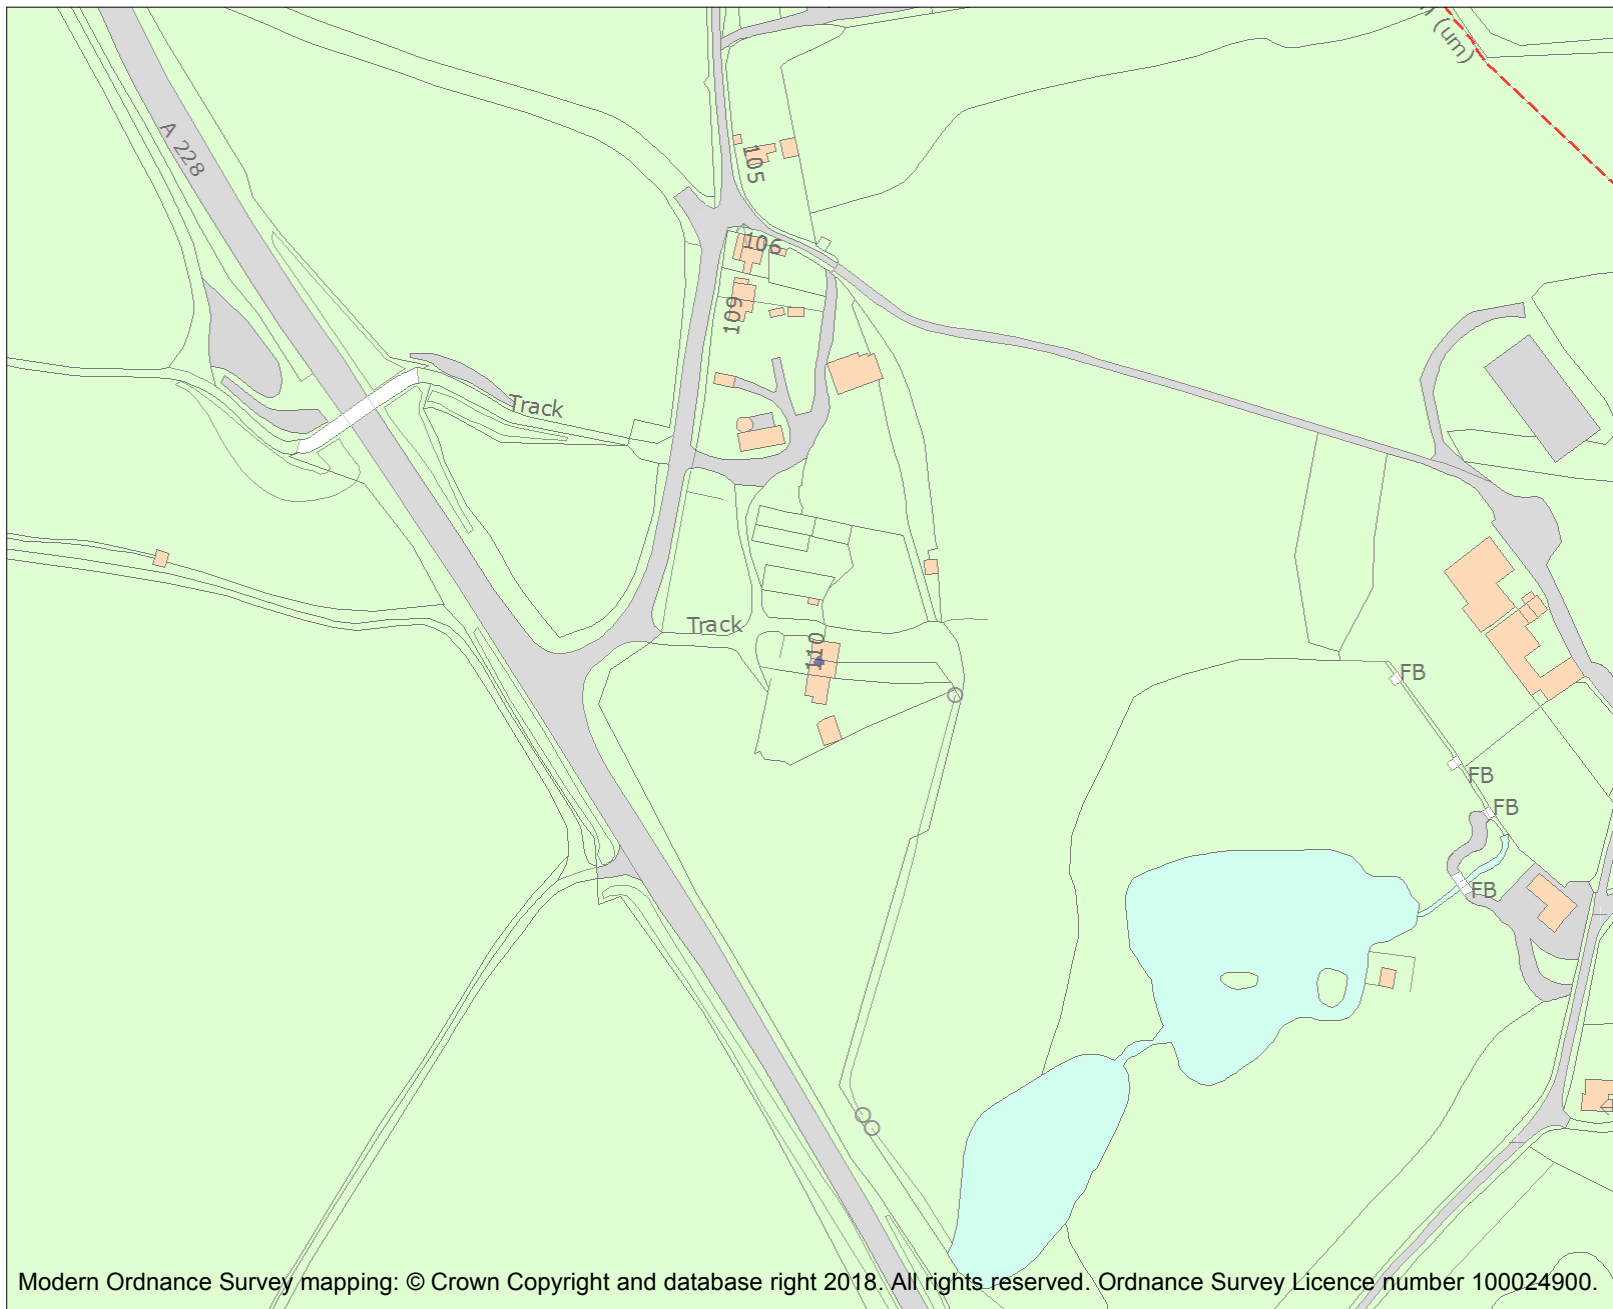 (um)
A 228
105
106
109
Track
Track
110
FB
FB
FB
FB
Modern Ordnance Survey mapping: © Crown Copyright and database right 2018. All rights reserved. Ordnance Survey Licence number 100024900.